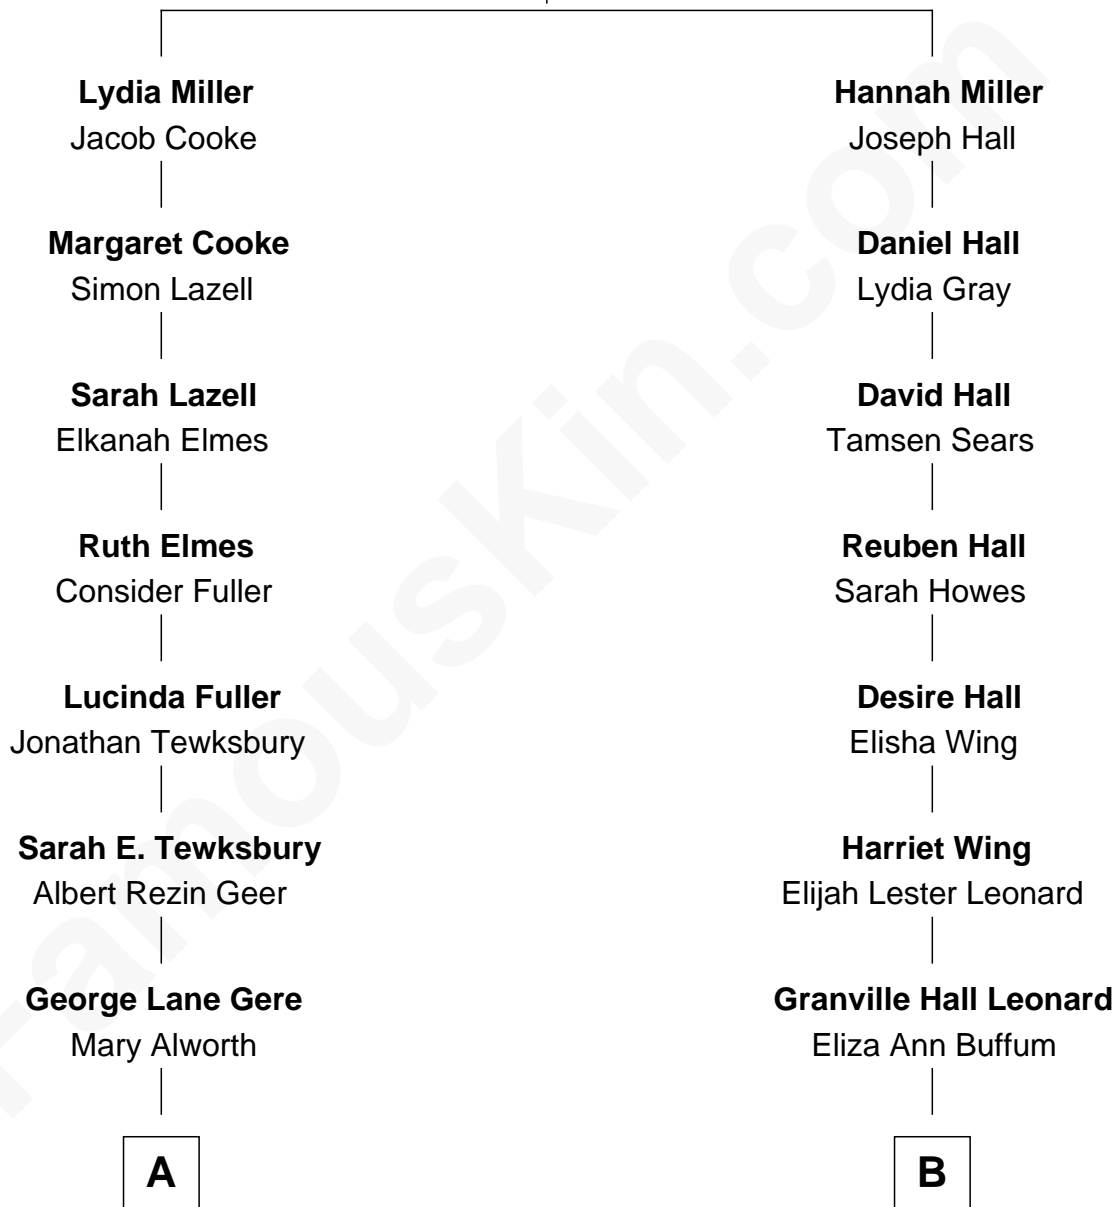 Lydia Miller
Jacob Cooke
Hannah Miller
Joseph Hall
Margaret Cooke
Simon Lazell
Daniel Hall
Lydia Gray
Sarah Lazell
Elkanah Elmes
David Hall
Tamsen Sears
Ruth Elmes
Consider Fuller
Reuben Hall
Sarah Howes
Lucinda Fuller
Jonathan Tewksbury
Desire Hall
Elisha Wing
Sarah E. Tewksbury
Albert Rezin Geer
Harriet Wing
Elijah Lester Leonard
George Lane Gere
Mary Alworth
Granville Hall Leonard
Eliza Ann Buffum
A
B
FamousKin.com